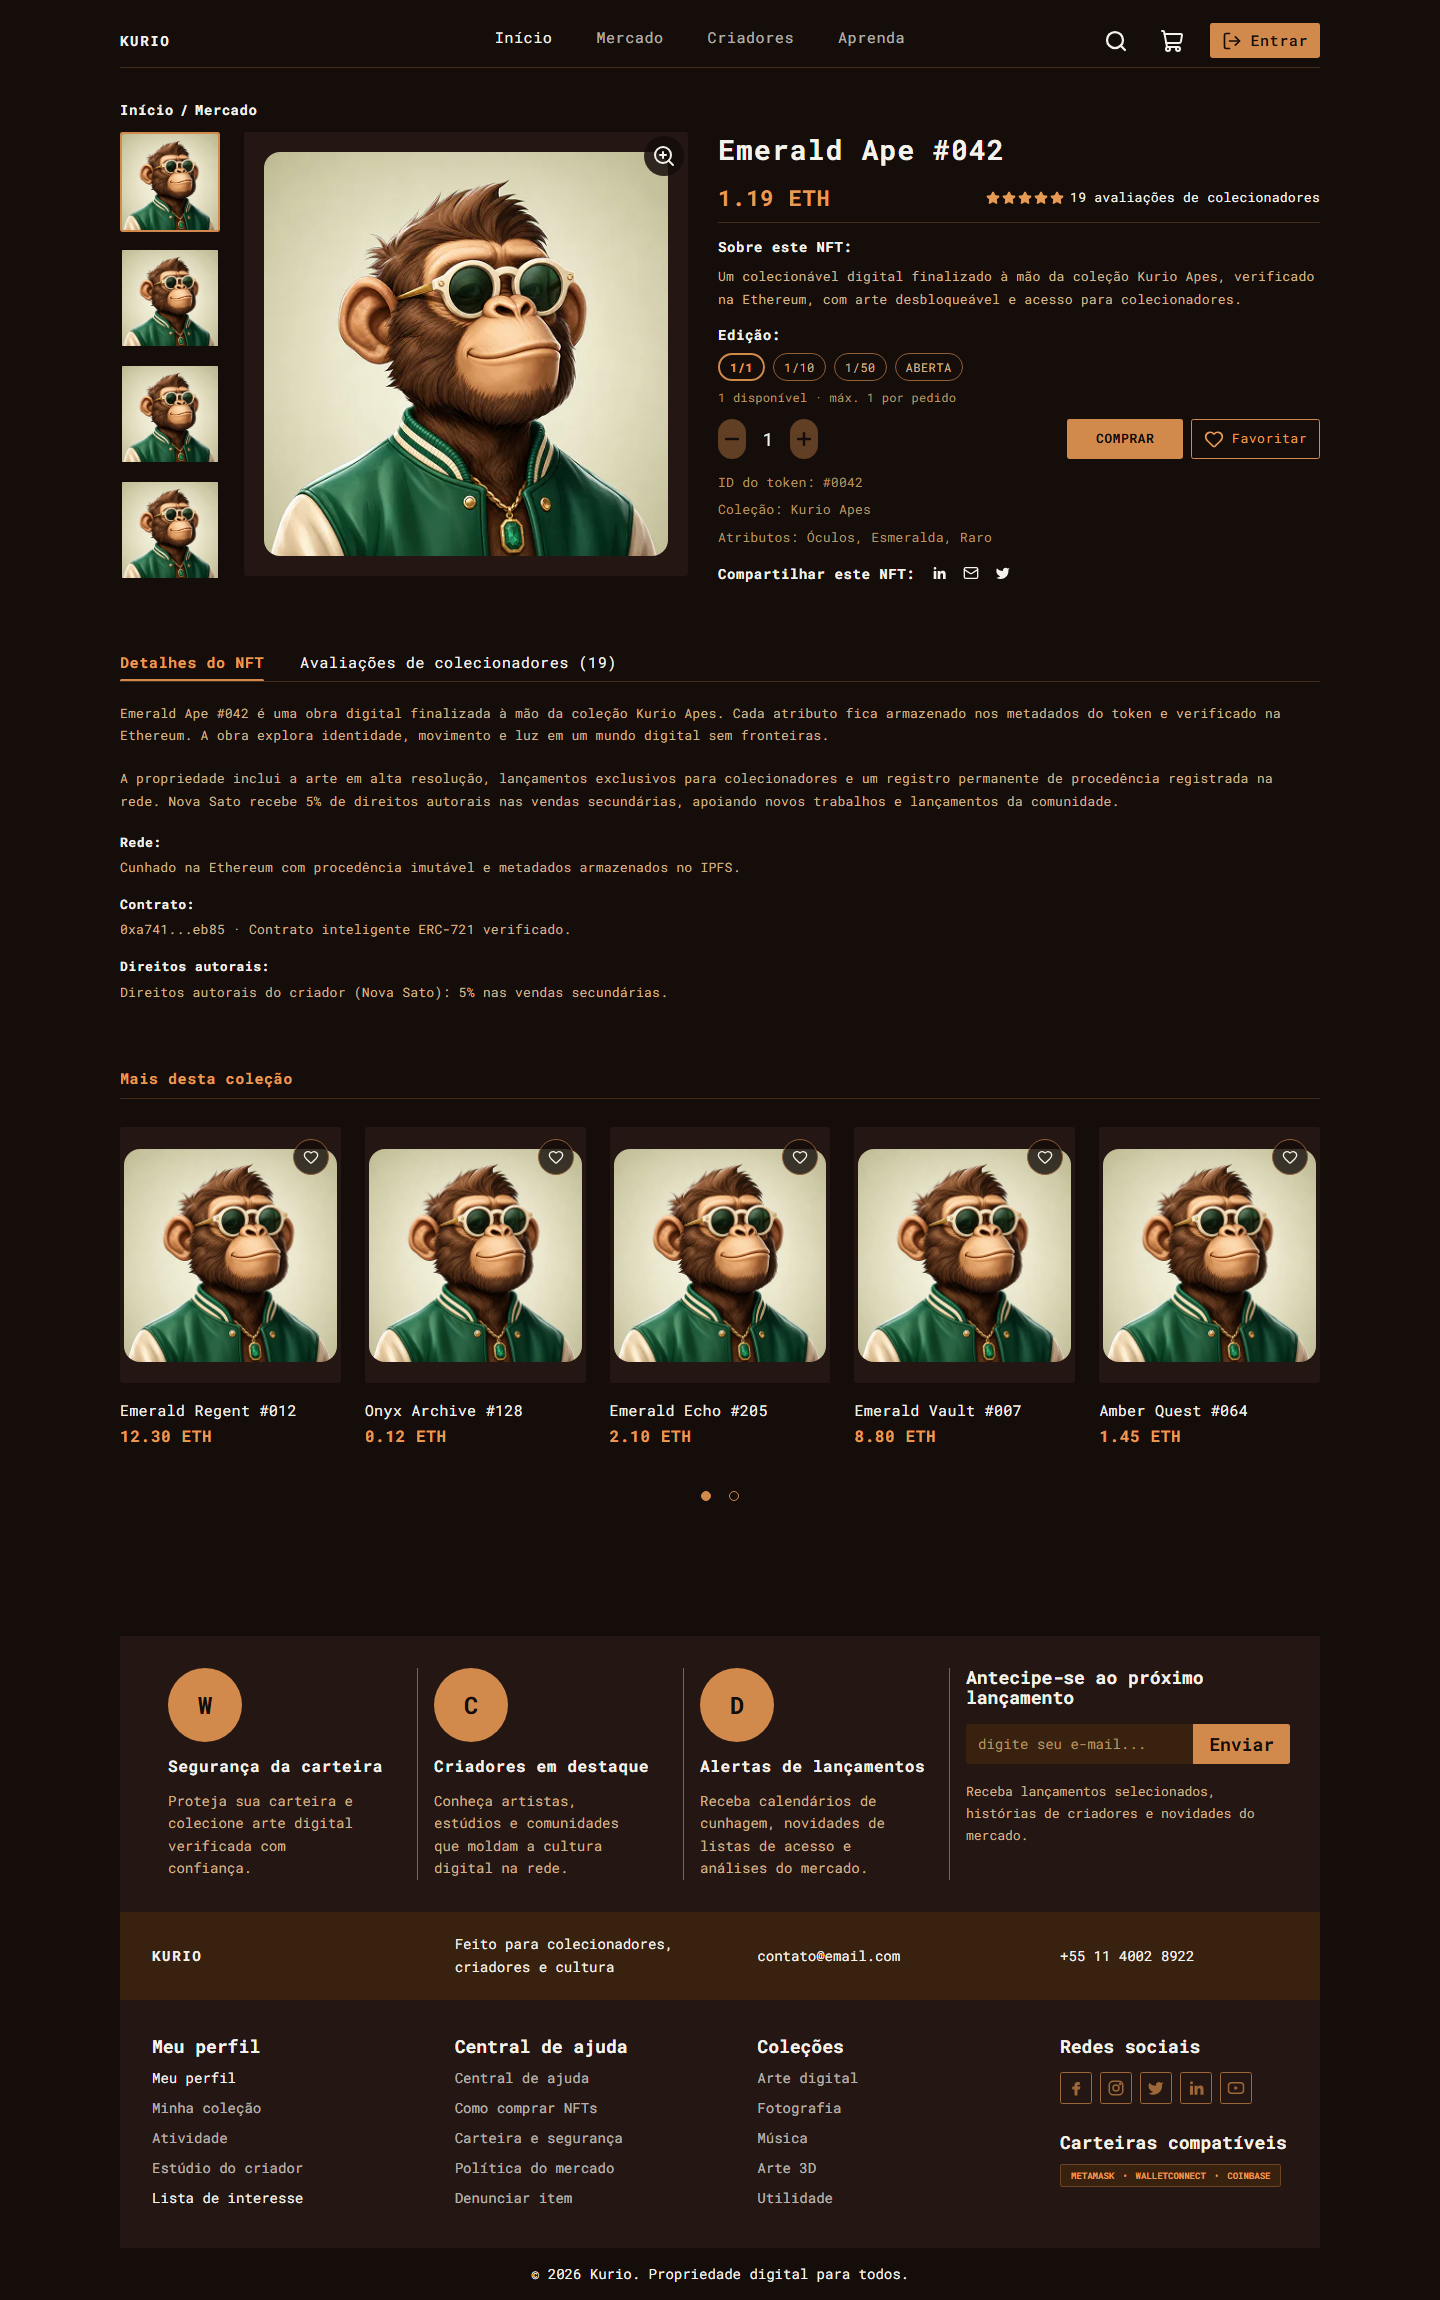 KURIO
Início
Mercado
Criadores
Aprenda
Entrar
Início / Mercado
Emerald Ape #042
1.19 ETH
19 avaliações de colecionadores
Sobre este NFT:
Um colecionável digital finalizado à mão da coleção Kurio Apes, verificado
na Ethereum, com arte desbloqueável e acesso para colecionadores.
Edição:
1/1
1/10
1/50
ABERTA
1 disponível · máx. 1 por pedido
1
COMPRAR
Favoritar
ID do token: #0042
Coleção: Kurio Apes
Atributos: Óculos, Esmeralda, Raro
Compartilhar este NFT:
Detalhes do NFT
Avaliações de colecionadores (19)
Emerald Ape #042 é uma obra digital finalizada à mão da coleção Kurio Apes. Cada atributo fica armazenado nos metadados do token e verificado na
Ethereum. A obra explora identidade, movimento e luz em um mundo digital sem fronteiras.
A propriedade inclui a arte em alta resolução, lançamentos exclusivos para colecionadores e um registro permanente de procedência registrada na
rede. Nova Sato recebe 5% de direitos autorais nas vendas secundárias, apoiando novos trabalhos e lançamentos da comunidade.
Rede:
Cunhado na Ethereum com procedência imutável e metadados armazenados no IPFS.
Contrato:
0xa741...eb85 · Contrato inteligente ERC-721 verificado.
Direitos autorais:
Direitos autorais do criador (Nova Sato): 5% nas vendas secundárias.
Mais desta coleção
Emerald Regent #012
12.30 ETH
Onyx Archive #128
0.12 ETH
Emerald Echo #205
2.10 ETH
Emerald Vault #007
8.80 ETH
Amber Quest #064
1.45 ETH
W
Segurança da carteira
Proteja sua carteira e
colecione arte digital
verificada com
confiança.
C
Criadores em destaque
Conheça artistas,
estúdios e comunidades
que moldam a cultura
digital na rede.
D
Alertas de lançamentos
Receba calendários de
cunhagem, novidades de
listas de acesso e
análises do mercado.
Antecipe-se ao próximo
lançamento
digite seu e-mail...
Enviar
Receba lançamentos selecionados,
histórias de criadores e novidades do
mercado.
KURIO
Feito para colecionadores,
criadores e cultura
contato@email.com
+55 11 4002 8922
Meu perfil
Meu perfil
Minha coleção
Atividade
Estúdio do criador
Lista de interesse
Central de ajuda
Central de ajuda
Como comprar NFTs
Carteira e segurança
Política do mercado
Denunciar item
Coleções
Arte digital
Fotografia
Música
Arte 3D
Utilidade
Redes sociais
Carteiras compatíveis
METAMASK · WALLETCONNECT · COINBASE
© 2026 Kurio. Propriedade digital para todos.